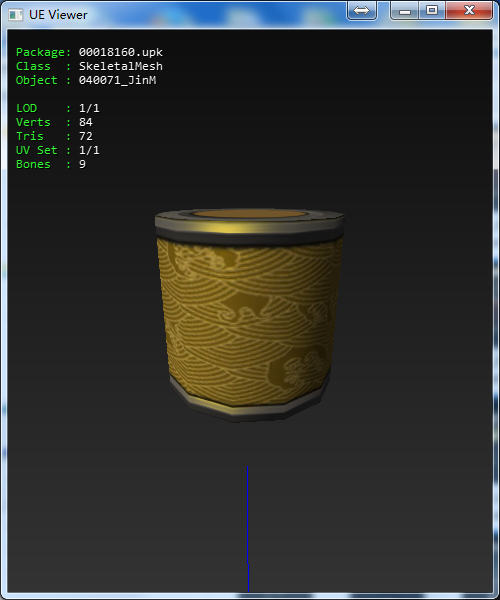 UE Viewer
Package: 00018160.upk
Class : SkeletalMesh
Object : 040071_JinM
LOD : 1/1
Verts : 84
Tris : 72
UV Set : 1/1
Bones : 9